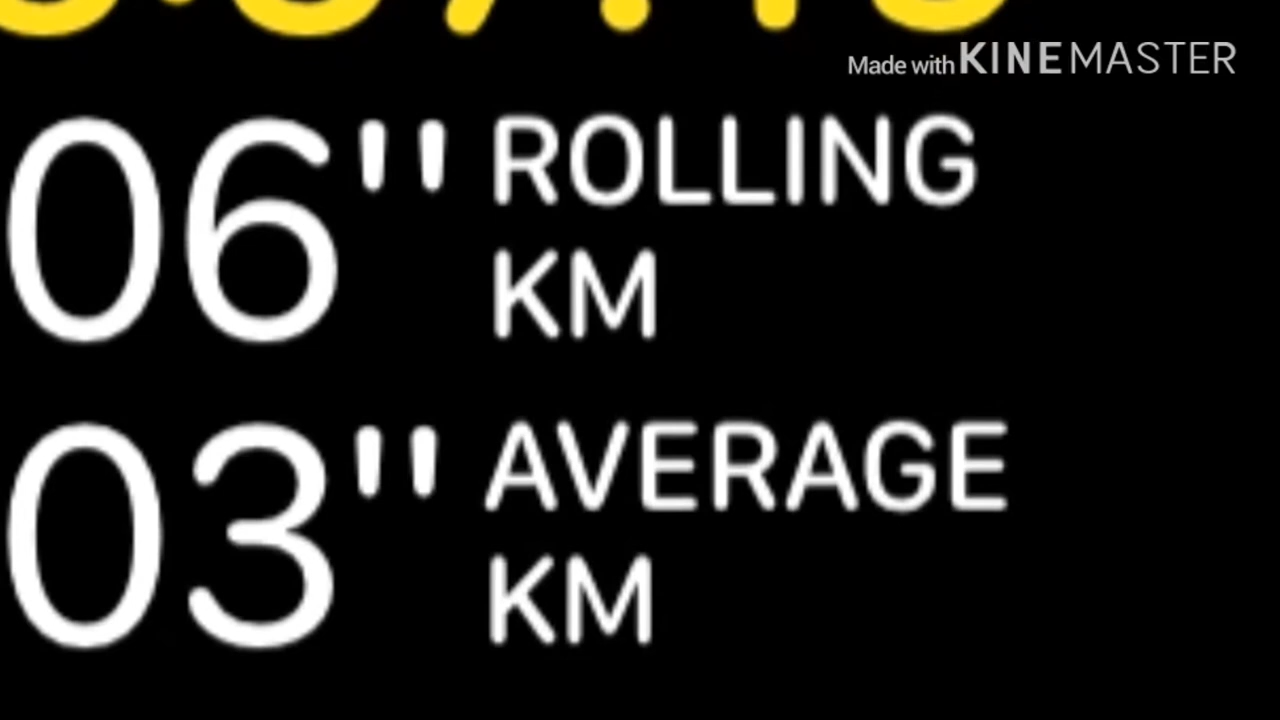 Made with KINEMASTER
06" ROLLING
KM
03" AVERAGE
KM